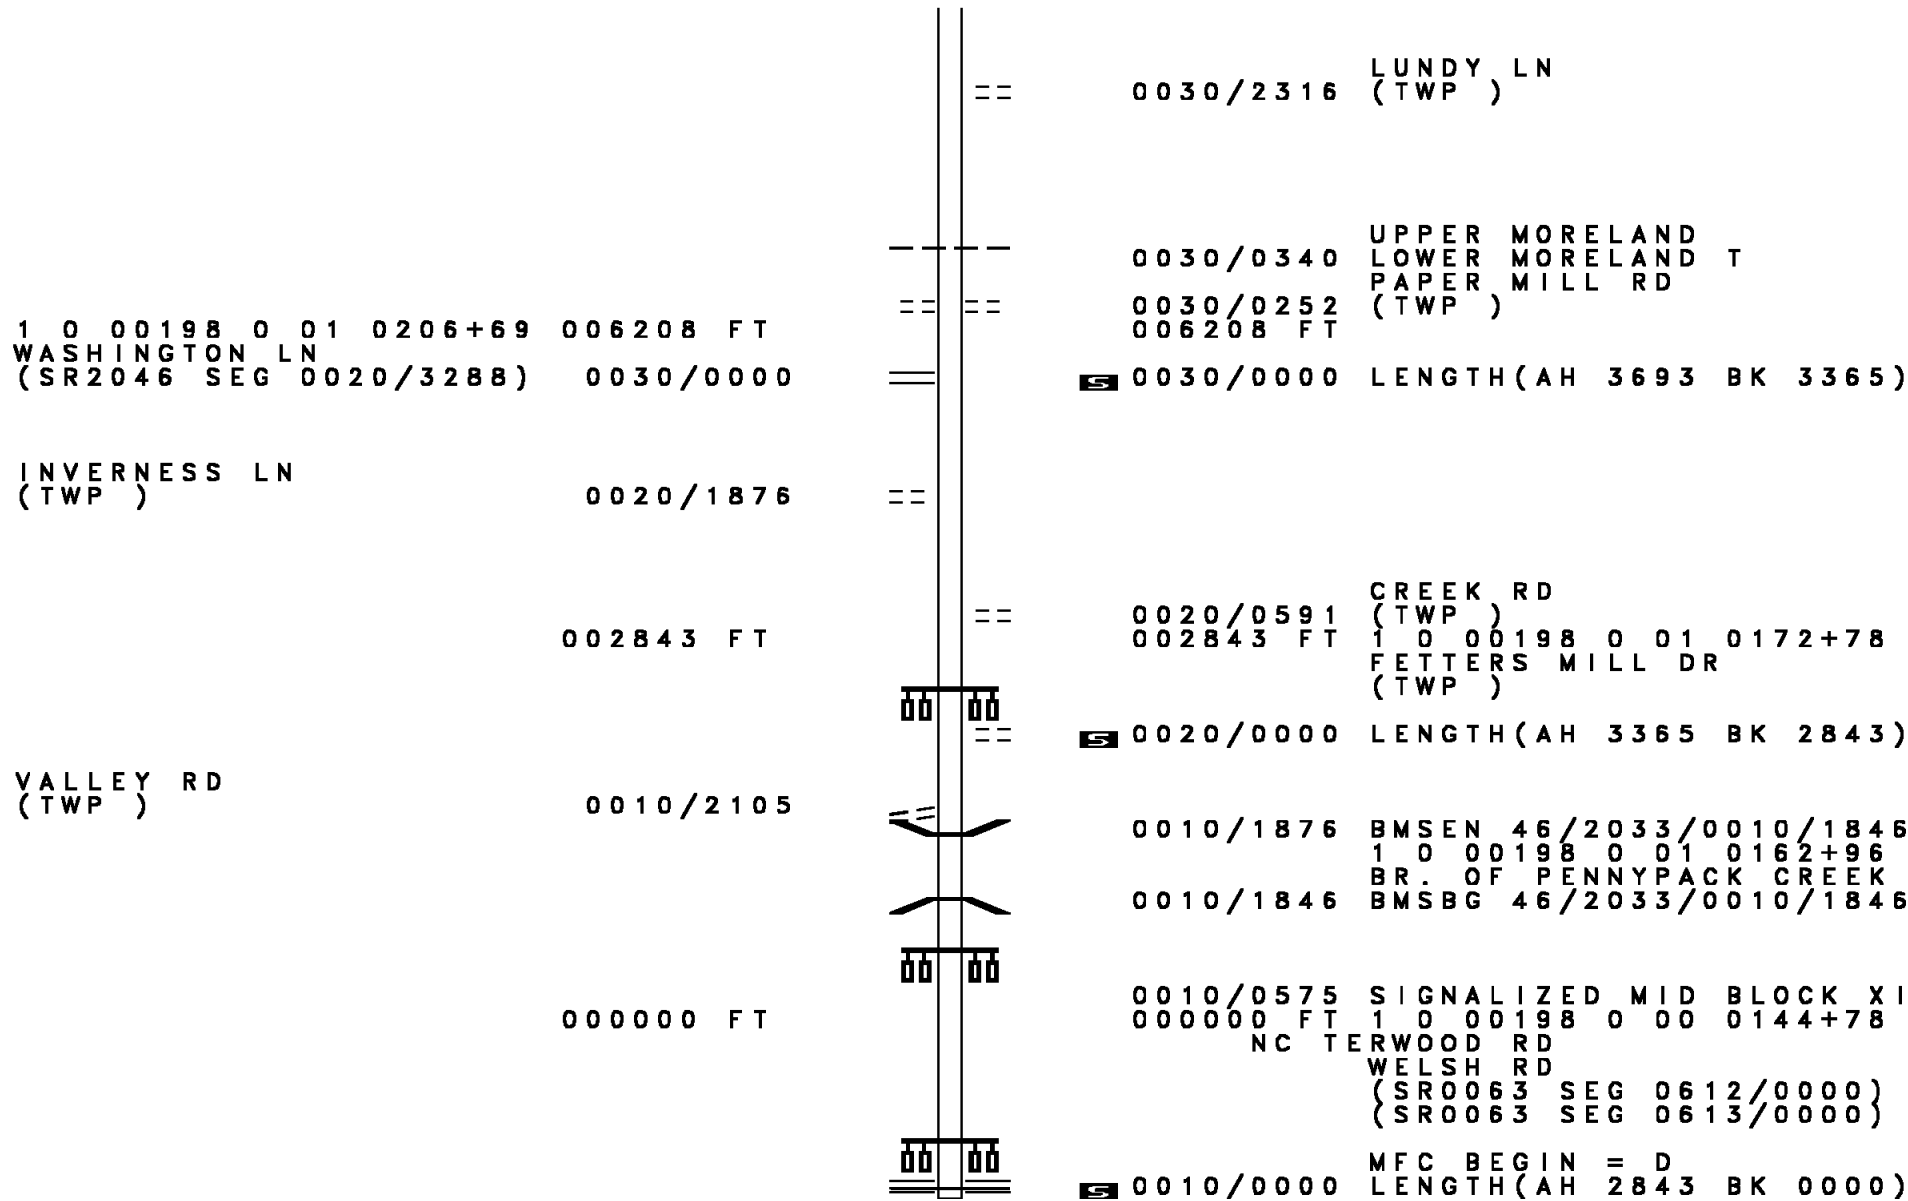 LUNDY LN
0030/2316 (TWP )
UPPER MORELAND
0030/0340 LOWER MORELAND T
PAPER MILL RD
0030/0252 (TWP )
1 0 00198 0 01 0206+69 006208 FT 006208 FT
WASHINGTON LN
(SR2046 SEG 0020/3288) 0030/0000 S 0030/0000 LENGTH(AH 3693 BK 3365)
INVERNESS LN
(TWP ) 0020/1876
CREEK RD
0020/0591 (TWP )
002843 FT 002843 FT 1 0 00198 0 01 0172+78
FETTERS MILL DR
(TWP )
S 0020/0000 LENGTH(AH 3365 BK 2843)
VALLEY RD
(TWP ) 0010/2105
0010/1876 BMSEN 46/2033/0010/1846
1 0 00198 0 01 0162+96
BR. OF PENNYPACK CREEK
0010/1846 BMSBG 46/2033/0010/1846
0010/0575 SIGNALIZED MID BLOCK XI
000000 FT 000000 FT 1 0 00198 0 00 0144+78
NC TERWOOD RD
WELSH RD
(SR0063 SEG 0612/0000)
(SR0063 SEG 0613/0000)
MFC BEGIN = D
S 0010/0000 LENGTH(AH 2843 BK 0000)